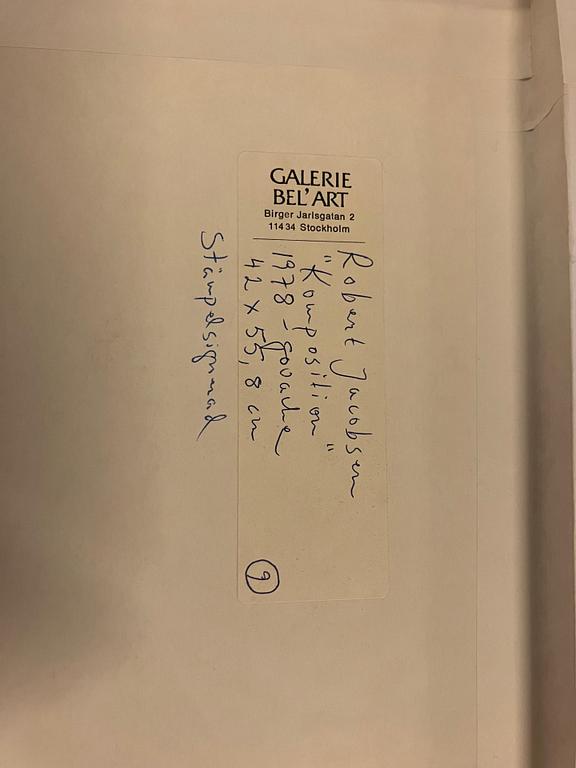 GALERIE
BEL'ART
Birger Jarlsgatan 2
114 34 Stockholm
Robert Jacobsen
"Komposition"
1978 - gouache
42 x 55,8 cm
9
Stämpelsignerad